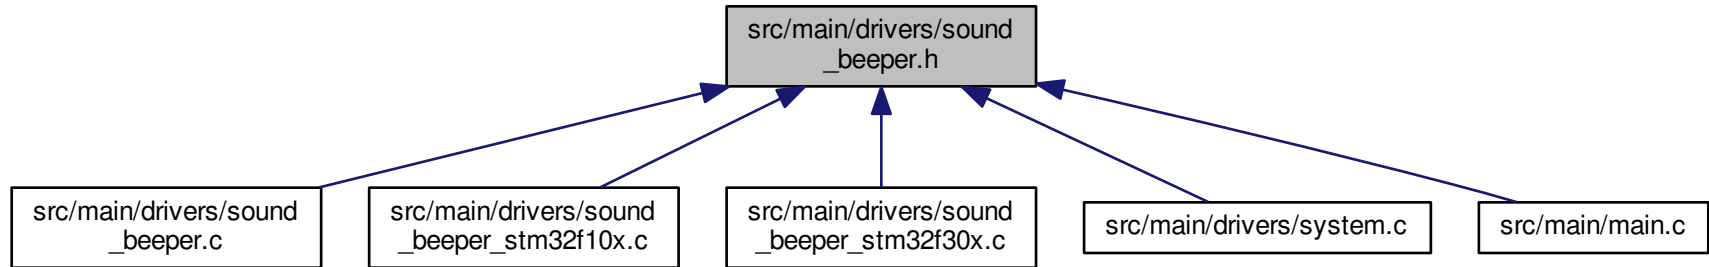 src/main/drivers/sound
_beeper.h
src/main/drivers/sound
_beeper.c
src/main/drivers/sound
_beeper_stm32f10x.c
src/main/drivers/sound
_beeper_stm32f30x.c
src/main/drivers/system.c
src/main/main.c